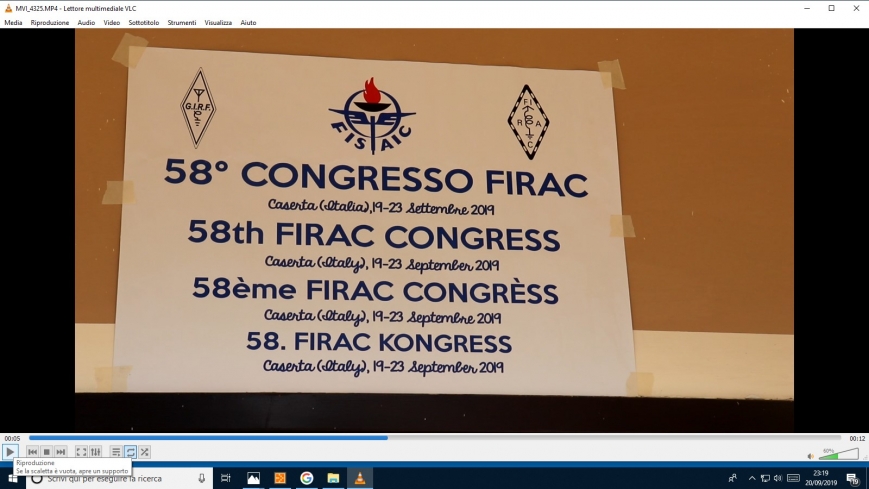 MVI_4325.MP4 - Lettore multimediale VLC
Media Riproduzione Audio Video Sottotitolo Strumenti Visualizza Aiuto
G.I.R.F.
FISAIC
FIRAC
58° CONGRESSO FIRAC
Caserta (Italia), 19-23 Settembre 2019
58th FIRAC CONGRESS
Caserta (Italy), 19-23 September 2019
58ème FIRAC CONGRÈSS
Caserta (Italy), 19-23 September 2019
58. FIRAC KONGRESS
Caserta (Italy), 19-23 September 2019
00:05
00:12
60%
Riproduzione
Se la scaletta è vuota, apre un supporto
Scrivi qui per eseguire la ricerca
23:19
20/09/2019